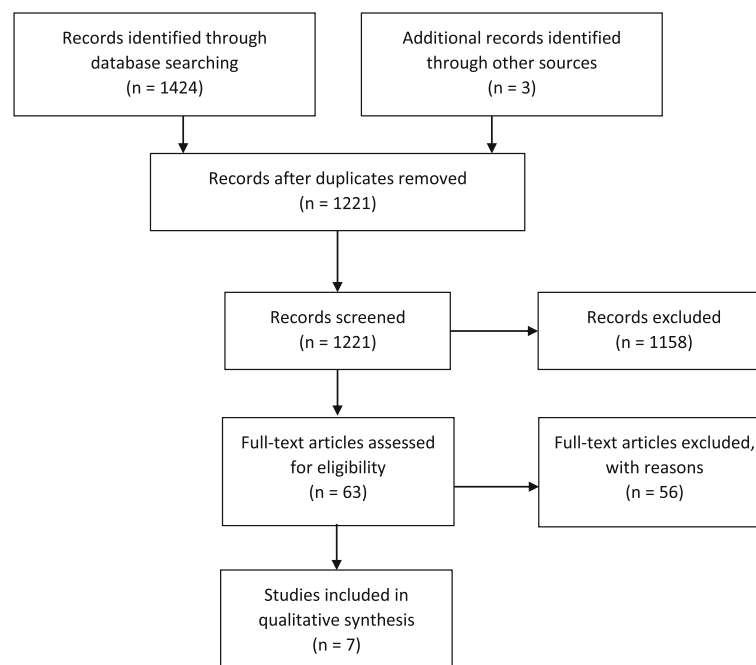 Records identified through
database searching
(n = 1424)
Additional records identified
through other sources
(n = 3)
Records after duplicates removed
(n = 1221)
Records screened
(n = 1221)
Records excluded
(n = 1158)
Full-text articles assessed
for eligibility
(n = 63)
Full-text articles excluded,
with reasons
(n = 56)
Studies included in
qualitative synthesis
(n = 7)